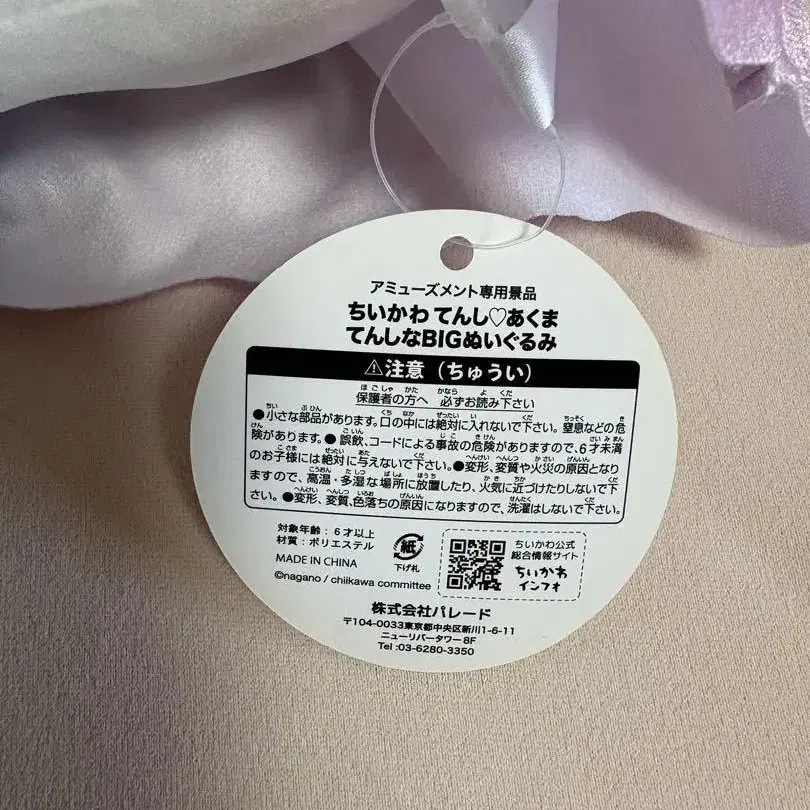 アミューズメント専用景品
ちいかわ てんし♡あくま
てんしなBIGぬいぐるみ
⚠注意（ちゅうい）
保護者の方へ 必ずお読み下さい
●小さな部品があります。口の中には絶対に入れないで下さい。窒息などの危
険があります。●誤飲、コードによる事故の危険がありますので、6才未満
のお子様には絶対に与えないで下さい。●変形、変質や火災の原因となり
ますので、高温・多湿な場所に放置したり、火気に近づけたりしないで下
さい。●変形、変質、色落ちの原因になりますので、洗濯はしないで下さい。
対象年齢：6才以上
材質：ポリエステル
MADE IN CHINA
©nagano / chiikawa committee
紙
下げ札
ちいかわ公式
総合情報サイト
ちいかわ
インフォ
株式会社パレード
〒104-0033東京都中央区新川1-6-11
ニューリバータワー8F
Tel :03-6280-3350